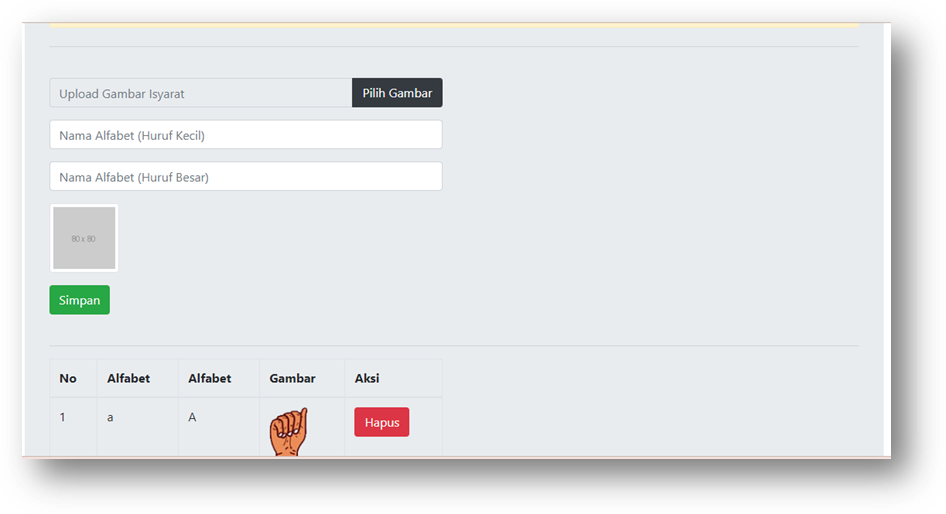 Upload Gambar Isyarat Pilih Gambar
Nama Alfabet (Huruf Kecil)
Nama Alfabet (Huruf Besar)
80 x 80
Simpan
No Alfabet Alfabet Gambar Aksi
1 a A Hapus